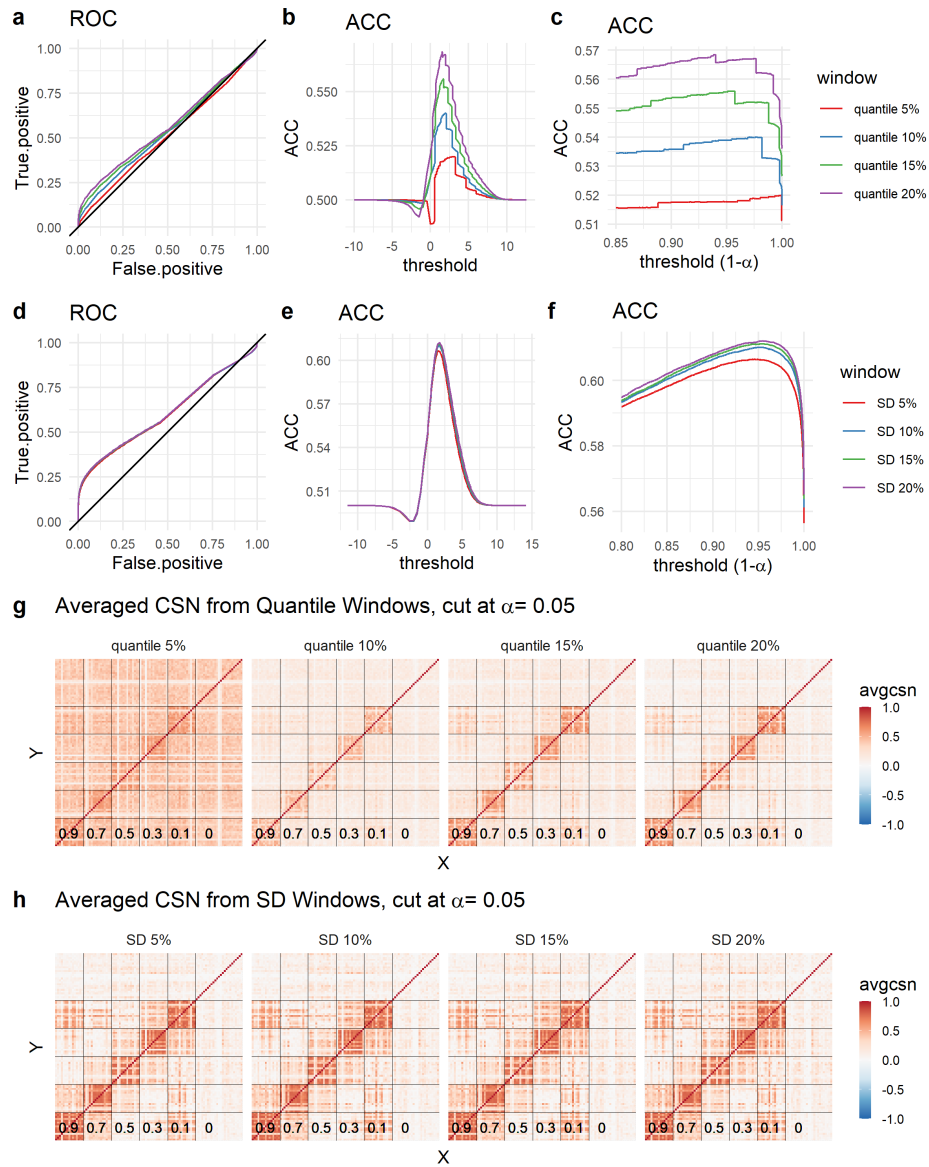 a ROC
1.00
0.75
0.50
0.25
0.00
True.positive
0.00 0.25 0.50 0.75 1.00
False.positive
b ACC
0.550
0.525
0.500
ACC
-10 -5 0 5 10
threshold
c ACC
0.57
0.56
0.55
0.54
0.53
0.52
0.51
ACC
0.85 0.90 0.95 1.00
threshold (1-α)
window
quantile 5%
quantile 10%
quantile 15%
quantile 20%
d ROC
1.00
0.75
0.50
0.25
0.00
True.positive
0.00 0.25 0.50 0.75 1.00
False.positive
e ACC
0.60
0.57
0.54
0.51
ACC
-10 -5 0 5 10 15
threshold
f ACC
0.60
0.58
0.56
ACC
0.80 0.85 0.90 0.95 1.00
threshold (1-α)
window
SD 5%
SD 10%
SD 15%
SD 20%
g Averaged CSN from Quantile Windows, cut at α= 0.05
quantile 5% quantile 10% quantile 15% quantile 20%
Y
0.9 0.7 0.5 0.3 0.1 0 0.9 0.7 0.5 0.3 0.1 0 0.9 0.7 0.5 0.3 0.1 0 0.9 0.7 0.5 0.3 0.1 0
X
avgcsn
1.0
0.5
0.0
-0.5
-1.0
h Averaged CSN from SD Windows, cut at α= 0.05
SD 5% SD 10% SD 15% SD 20%
Y
0.9 0.7 0.5 0.3 0.1 0 0.9 0.7 0.5 0.3 0.1 0 0.9 0.7 0.5 0.3 0.1 0 0.9 0.7 0.5 0.3 0.1 0
X
avgcsn
1.0
0.5
0.0
-0.5
-1.0